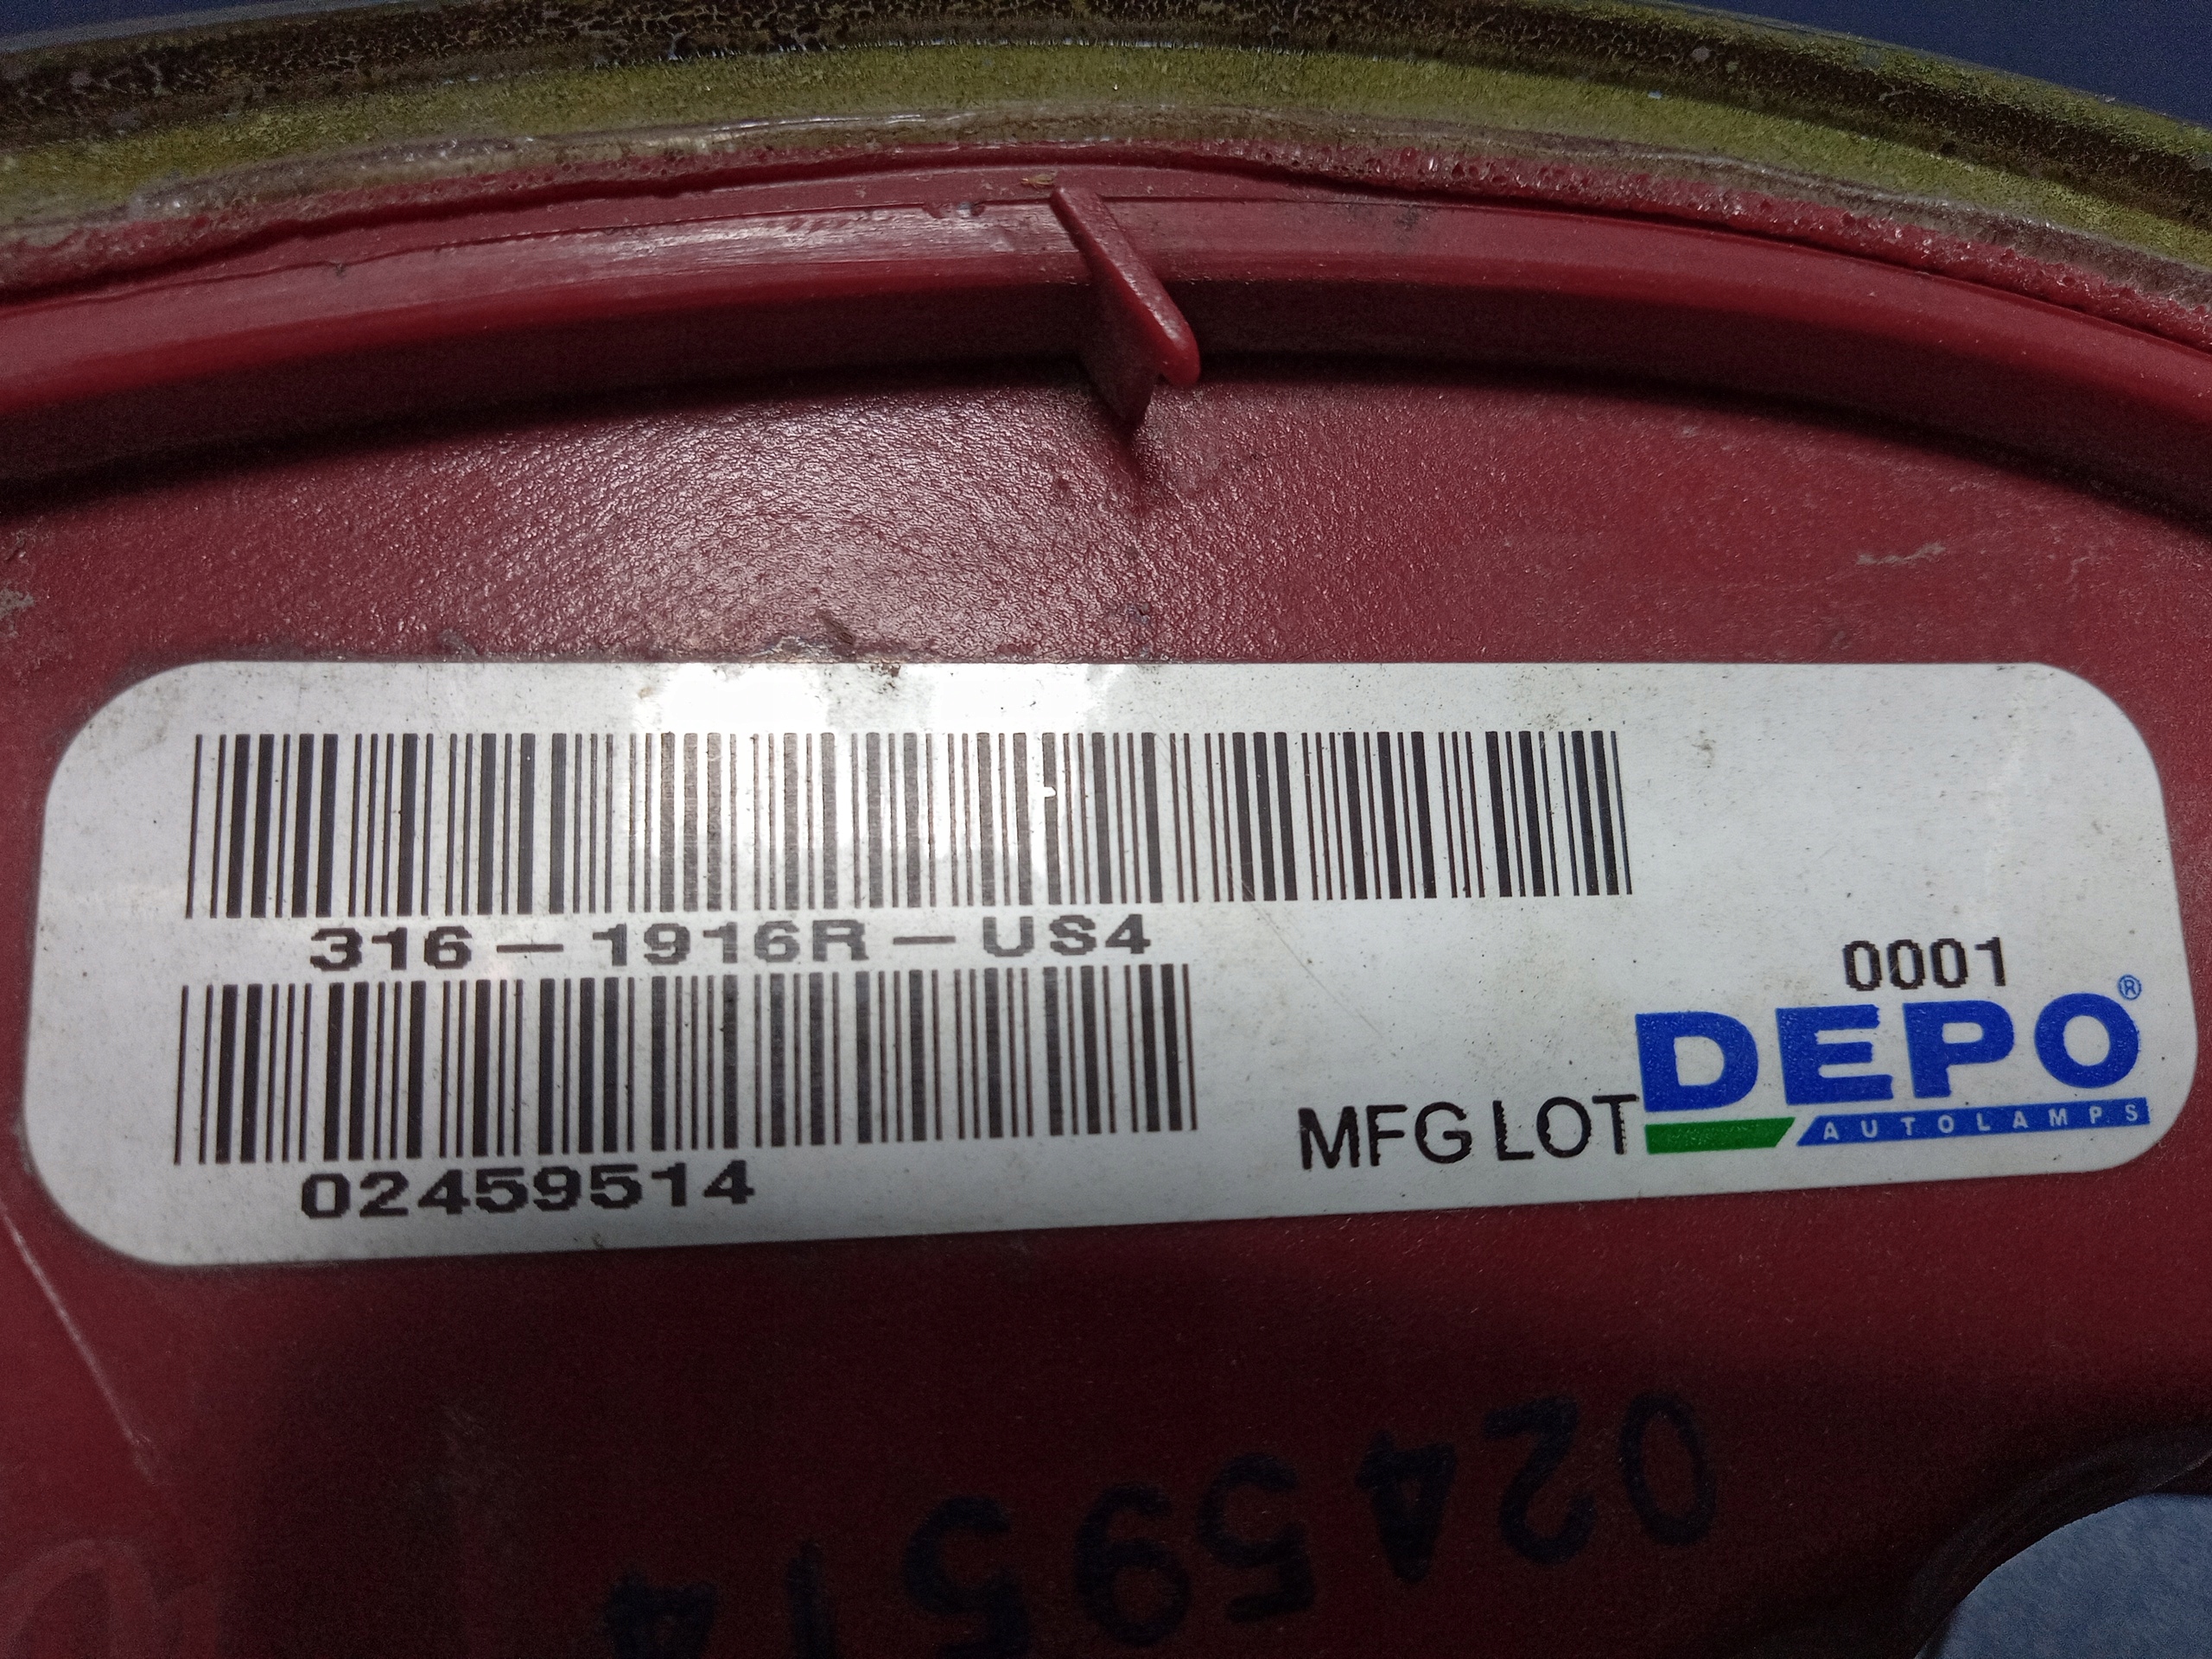 316-1916R-US4
0001
DEPO®
AUTOLAMPS
MFG LOT
02459514
02459514